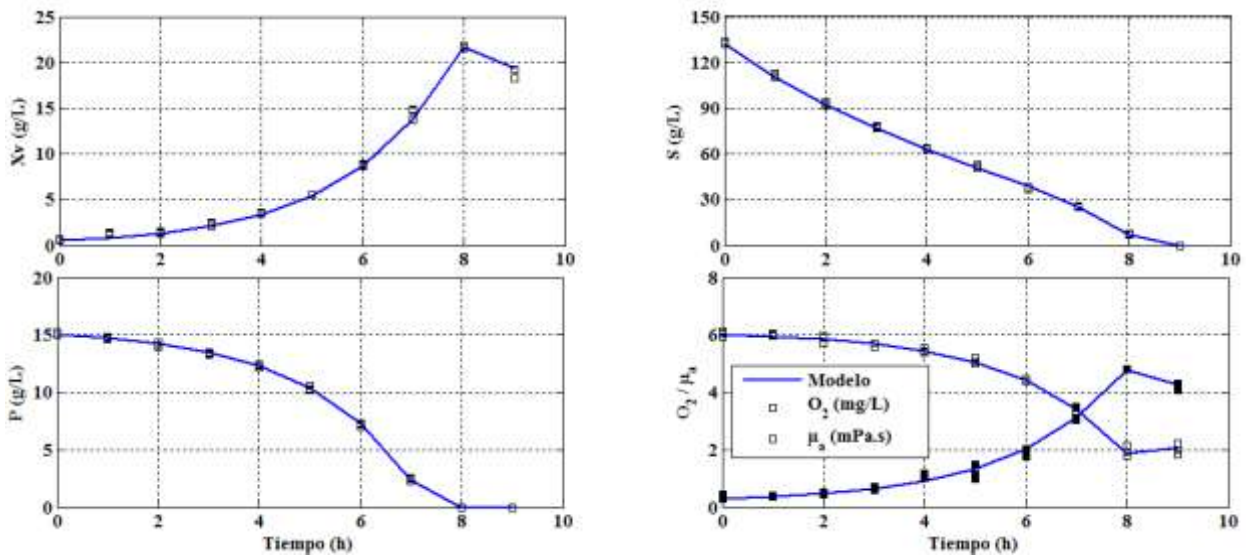 25
20
15
10
5
0
Xv (g/L)
0 2 4 6 8 10
150
120
90
60
30
0
S (g/L)
0 2 4 6 8 10
20
15
10
5
0
P (g/L)
0 2 4 6 8 10
Tiempo (h)
8
6
4
2
0
O2 / μa
Modelo
O2 (mg/L)
μa (mPa.s)
0 2 4 6 8 10
Tiempo (h)